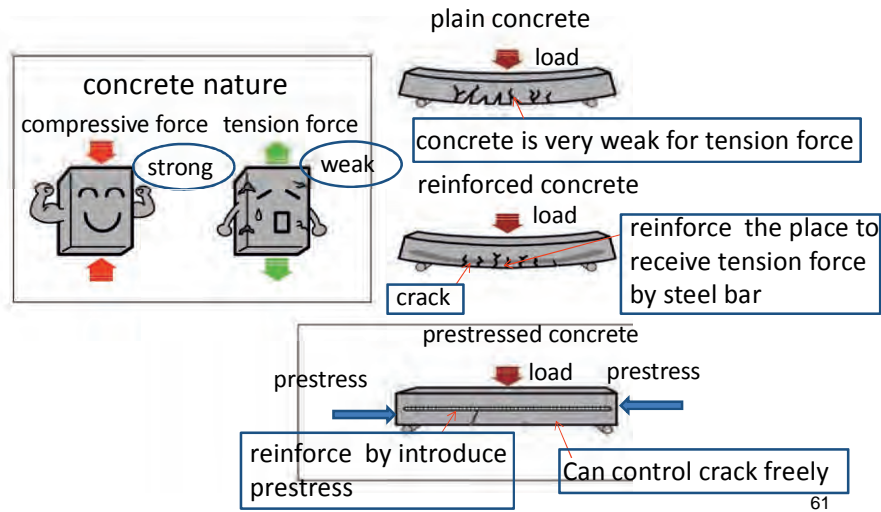 concrete nature
compressive force
tension force
strong
weak
plain concrete
load
concrete is very weak for tension force
reinforced concrete
load
reinforce the place to
receive tension force
by steel bar
crack
prestressed concrete
prestress
load
prestress
reinforce by introduce
prestress
Can control crack freely
61